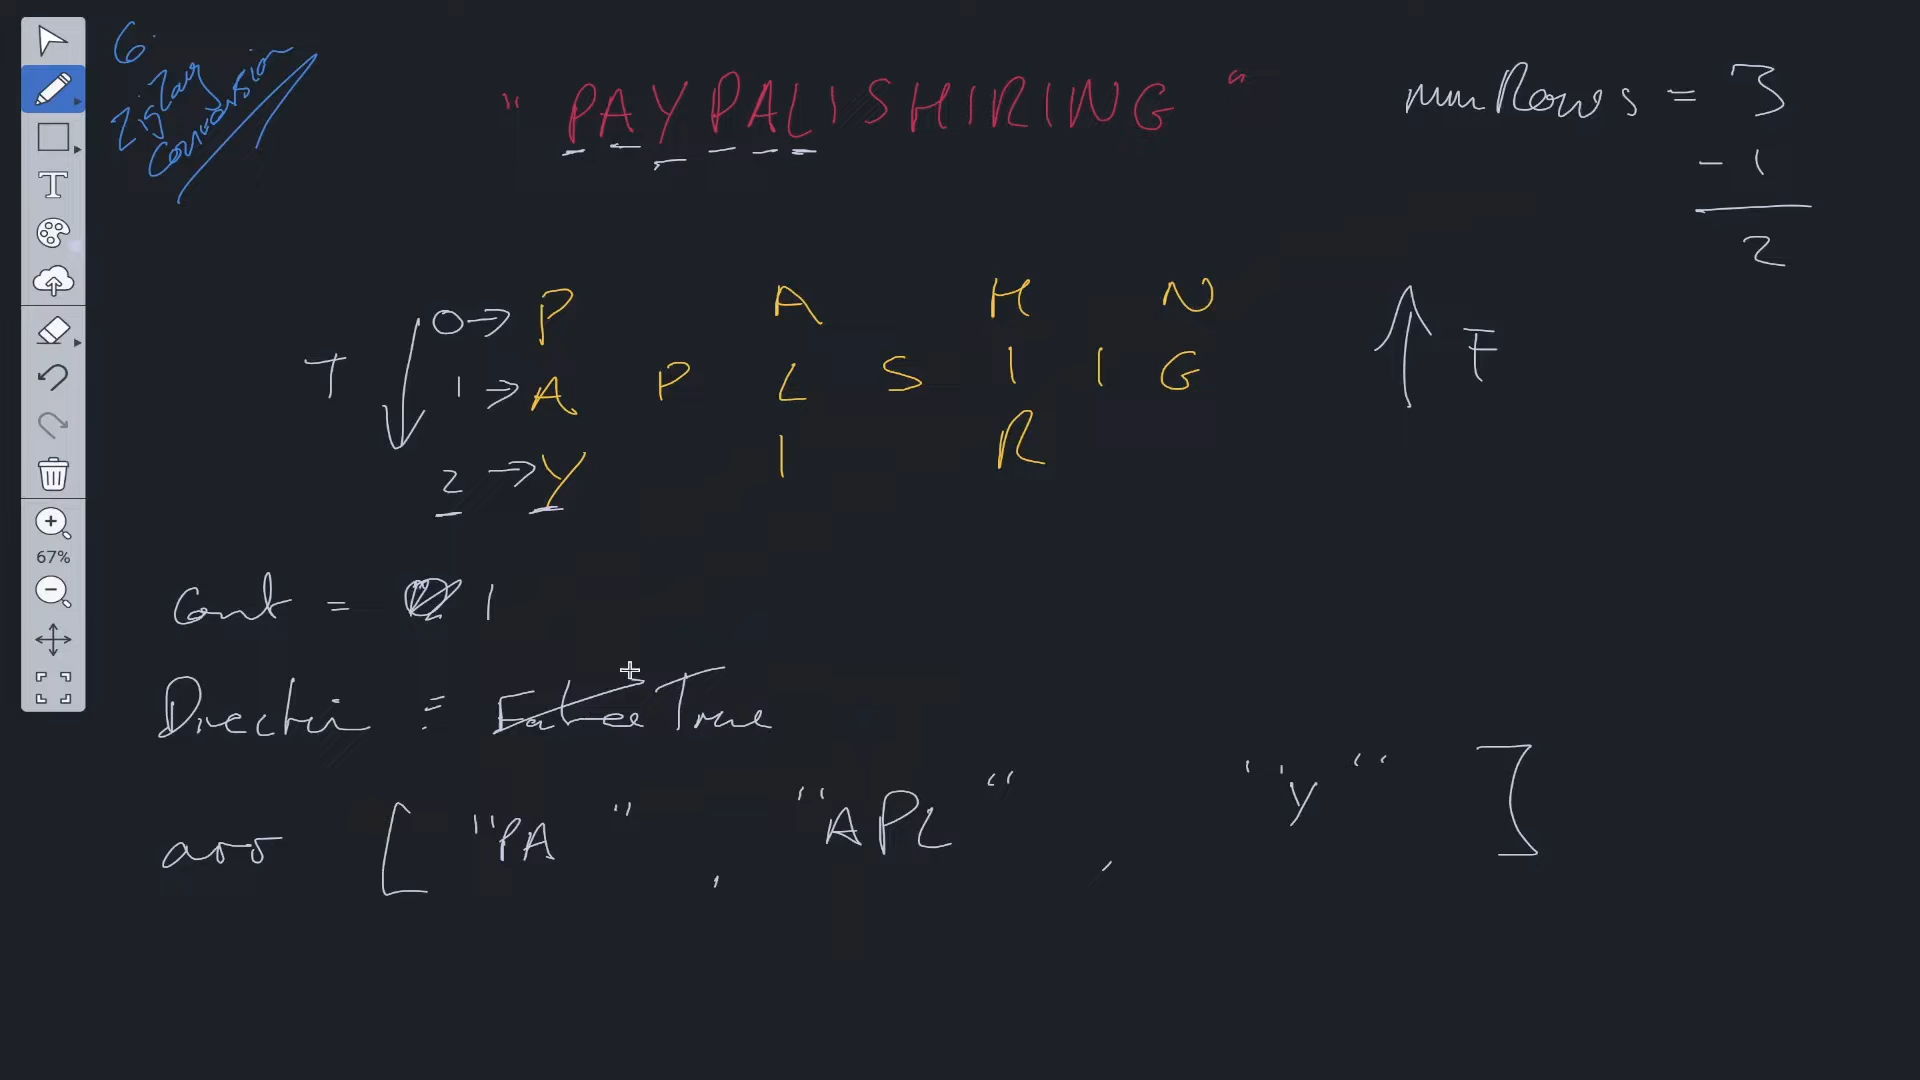 6.
ZigZag
Conversion
" PAYPALISHIRING "
numRows = 3
- 1
2
0 → P A H N
T 1 → A P L S I I G F
2 → Y I R
67%
Count = 1
Direction = False True
arr [ "PA" , "APL" , "y" ]